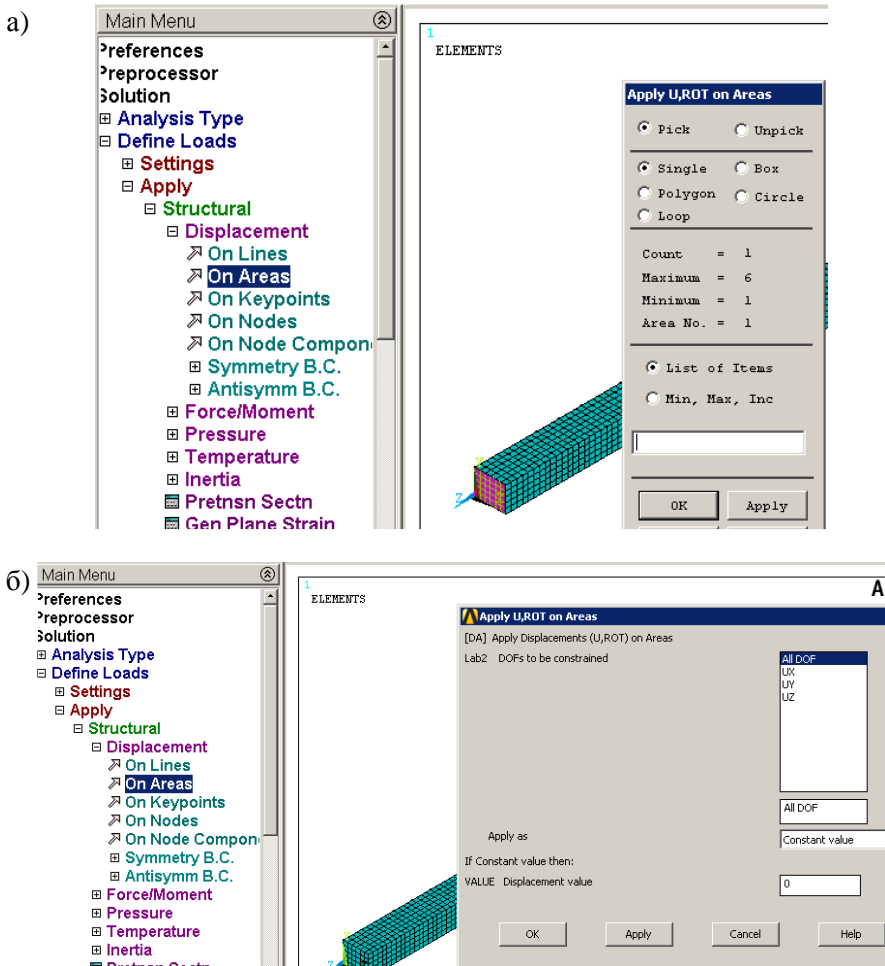 а)
Main Menu
Preferences
Preprocessor
Solution
Analysis Type
Define Loads
Settings
Apply
Structural
Displacement
On Lines
On Areas
On Keypoints
On Nodes
On Node Compon
Symmetry B.C.
Antisymm B.C.
Force/Moment
Pressure
Temperature
Inertia
Pretnsn Sectn
Gen Plane Strain
1
ELEMENTS
Z
Apply U,ROT on Areas
Pick Unpick
Single Box
Polygon Circle
Loop
Count = 1
Maximum = 6
Minimum = 1
Area No. = 1
List of Items
Min, Max, Inc
OK Apply
б)
Main Menu
Preferences
Preprocessor
Solution
Analysis Type
Define Loads
Settings
Apply
Structural
Displacement
On Lines
On Areas
On Keypoints
On Nodes
On Node Compon
Symmetry B.C.
Antisymm B.C.
Force/Moment
Pressure
Temperature
Inertia
Pretnsn Sectn
1
ELEMENTS
A
Z
Apply U,ROT on Areas
[DA] Apply Displacements (U,ROT) on Areas
Lab2 DOFs to be constrained
All DOF
UX
UY
UZ
All DOF
Apply as Constant value
If Constant value then:
VALUE Displacement value 0
OK Apply Cancel Help